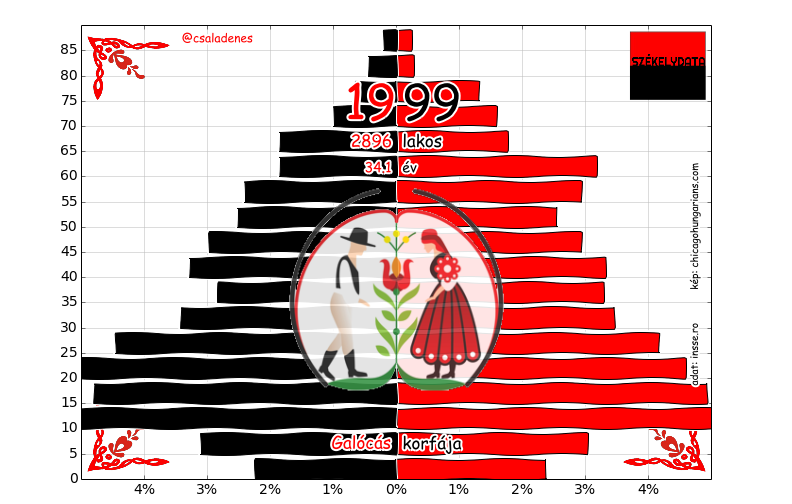 @csaladenes
SZÉKELYDATA
1999
2896 lakos
34.1 év
kép: chicagohungarians.com
adat: insse.ro
Galócás korfája
85
80
75
70
65
60
55
50
45
40
35
30
25
20
15
10
5
0
4% 3% 2% 1% 0% 1% 2% 3% 4%